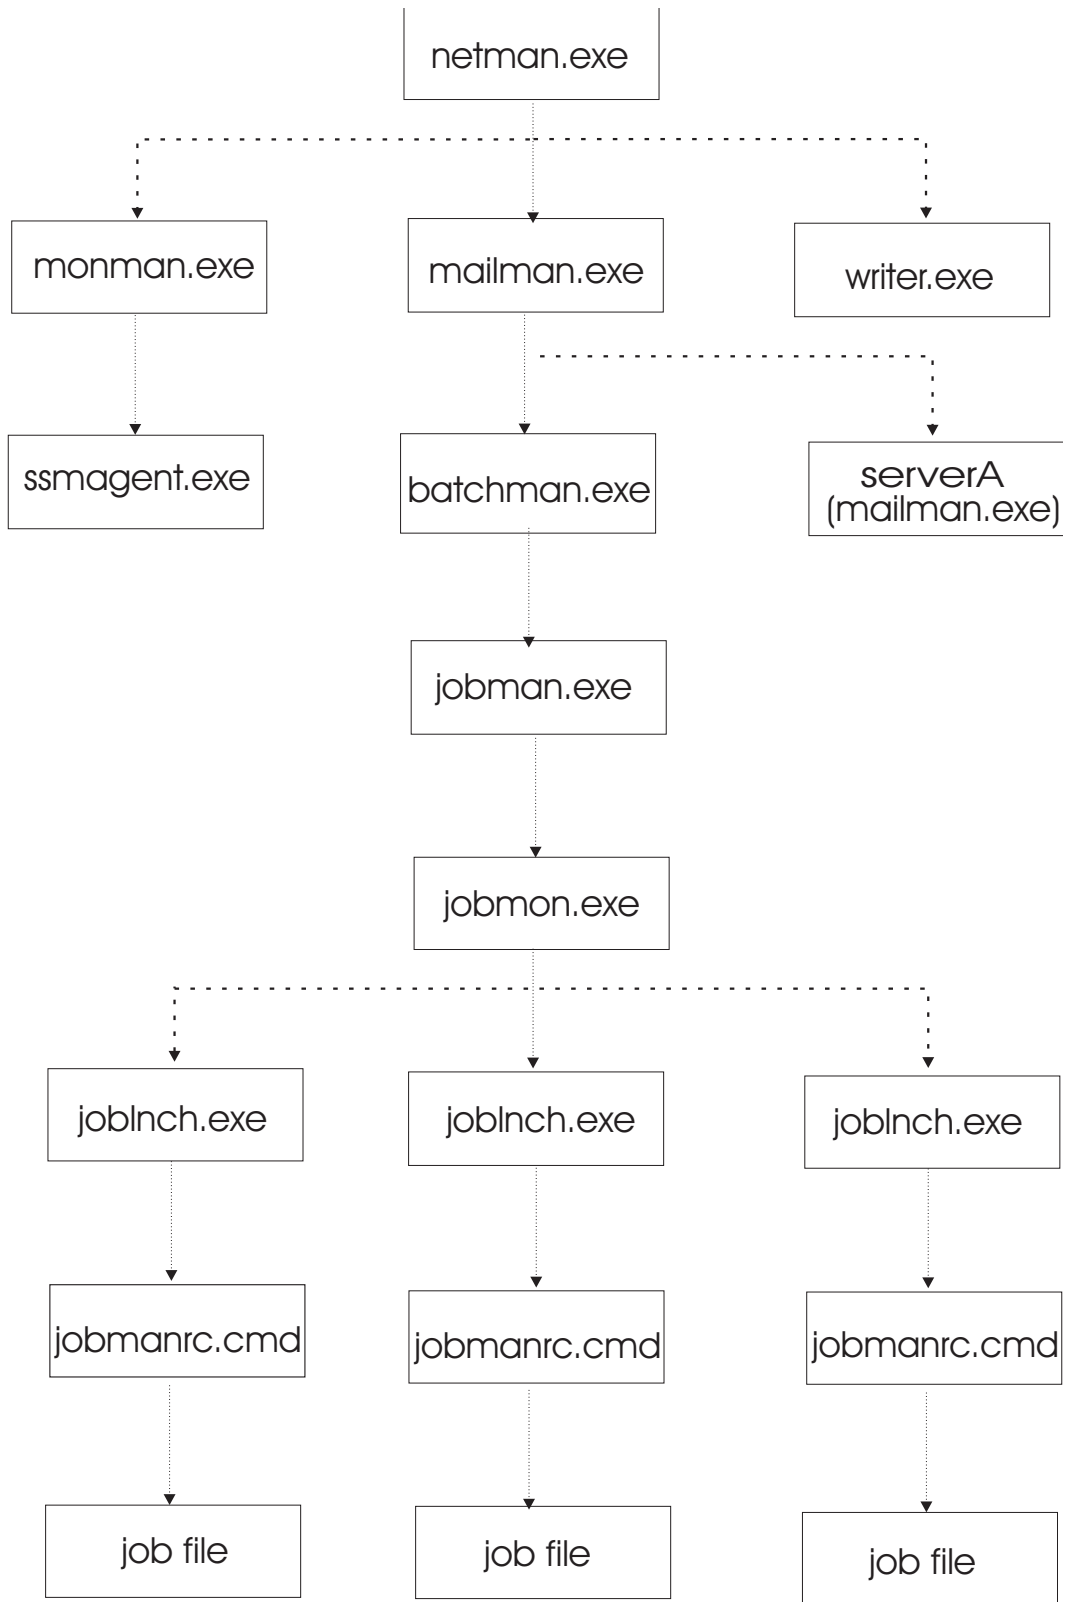 netman.exe
monman.exe
mailman.exe
writer.exe
ssmagent.exe
batchman.exe
serverA
(mailman.exe)
jobman.exe
jobmon.exe
joblnch.exe
joblnch.exe
joblnch.exe
jobmanrc.cmd
jobmanrc.cmd
jobmanrc.cmd
job file
job file
job file